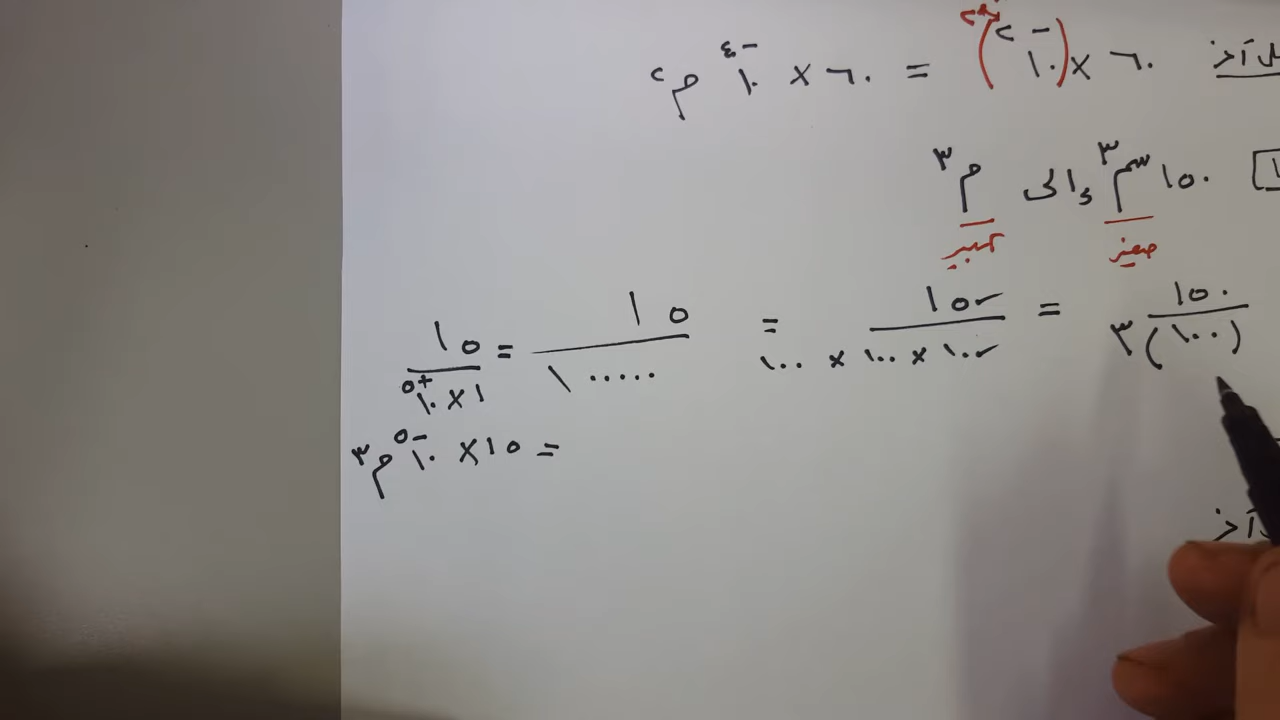 ٦٠ × (١٠^-٢)^٢ = ٦٠ × ١٠^-٤ م^٢
١٥٠ سم^٣ والى م^٣
صغير كبير
١٥٠/(١٠٠)^٣ = ١٥٠/(١٠٠ × ١٠٠ × ١٠٠) = ١٥/١٠٠٠٠٠ = ١٥/(١ × ١٠^+٥)
= ١٥ × ١٠^-٥ م^٣